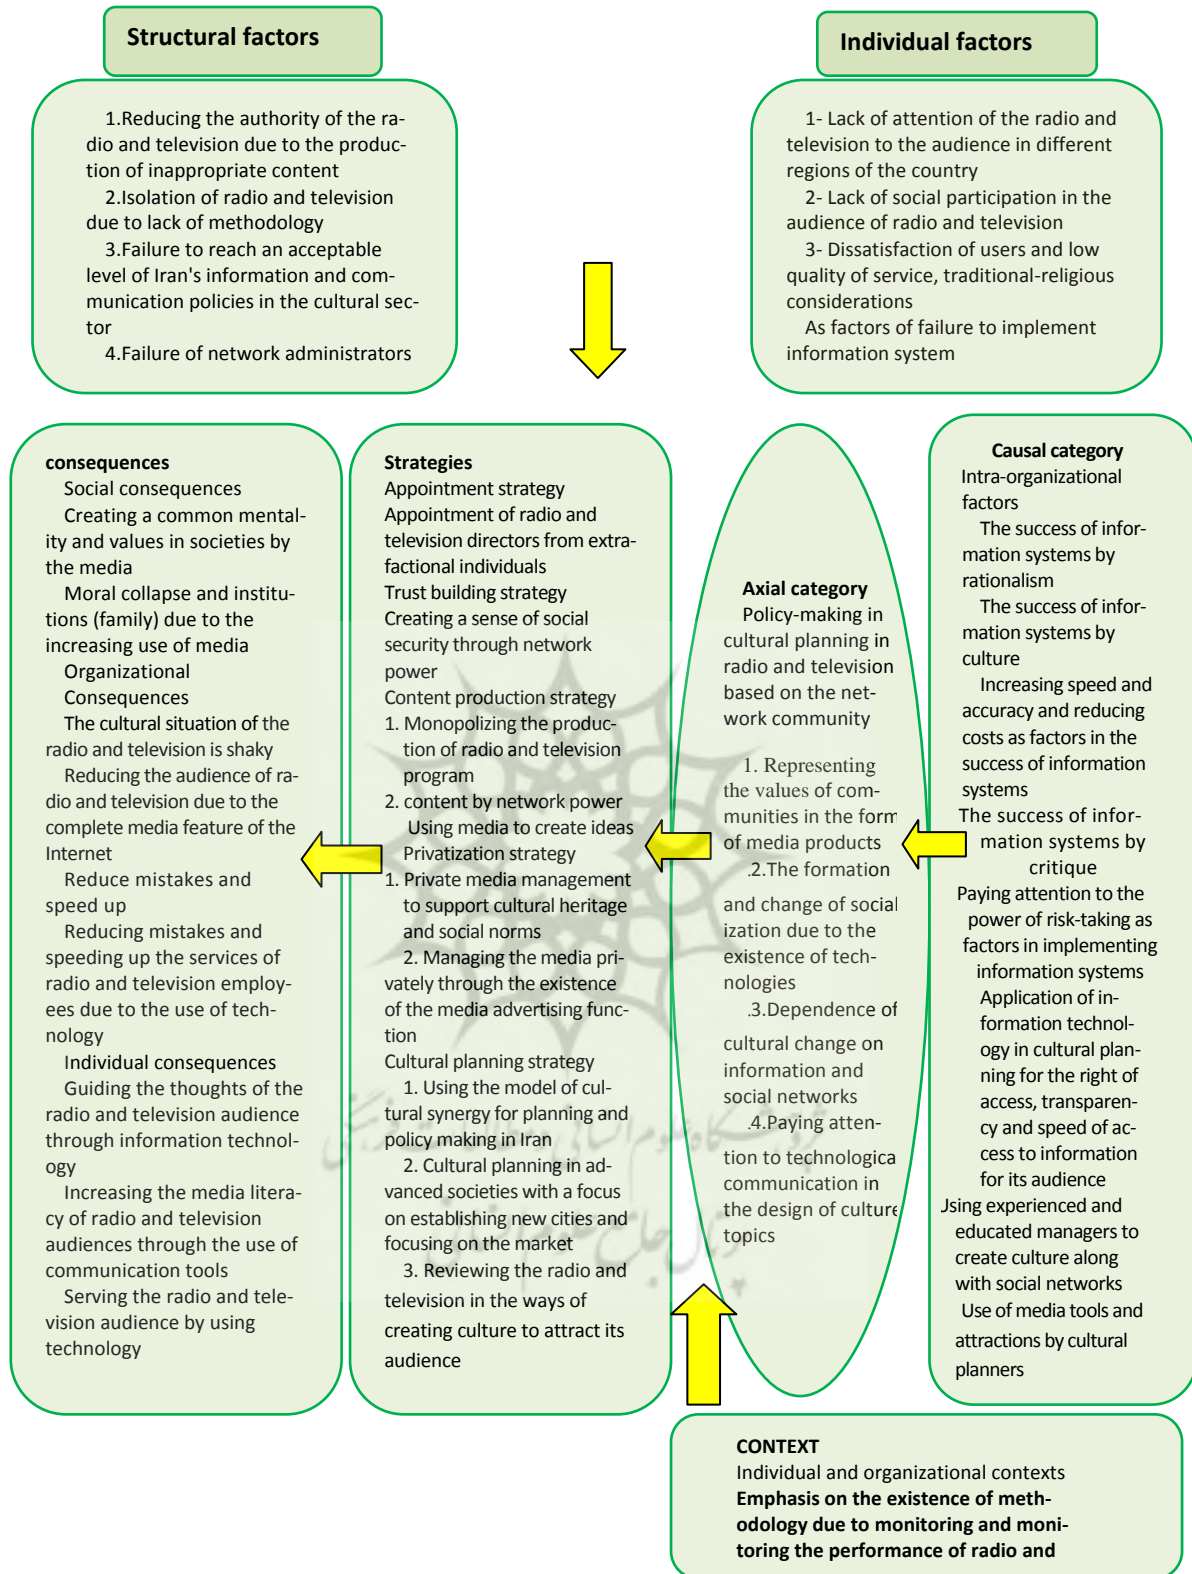 Structural factors
Individual factors
1.Reducing the authority of the ra-
dio and television due to the produc-
tion of inappropriate content
2.Isolation of radio and television
due to lack of methodology
3.Failure to reach an acceptable
level of Iran's information and com-
munication policies in the cultural sec-
tor
4.Failure of network administrators
1- Lack of attention of the radio and
television to the audience in different
regions of the country
2- Lack of social participation in the
audience of radio and television
3- Dissatisfaction of users and low
quality of service, traditional-religious
considerations
As factors of failure to implement
information system
consequences
Social consequences
Creating a common mental-
ity and values in societies by
the media
Moral collapse and institu-
tions (family) due to the
increasing use of media
Organizational
Consequences
The cultural situation of the
radio and television is shaky
Reducing the audience of ra-
dio and television due to the
complete media feature of the
Internet
Reduce mistakes and
speed up
Reducing mistakes and
speeding up the services of
radio and television employ-
ees due to the use of tech-
nology
Individual consequences
Guiding the thoughts of the
radio and television audience
through information technol-
ogy
Increasing the media litera-
cy of radio and television
audiences through the use of
communication tools
Serving the radio and tele-
vision audience by using
technology
Strategies
Appointment strategy
Appointment of radio and
television directors from extra-
factional individuals
Trust building strategy
Creating a sense of social
security through network
power
Content production strategy
1. Monopolizing the produc-
tion of radio and television
program
2. content by network power
Using media to create ideas
Privatization strategy
1. Private media management
to support cultural heritage
and social norms
2. Managing the media pri-
vately through the existence
of the media advertising func-
tion
Cultural planning strategy
1. Using the model of cul-
tural synergy for planning and
policy making in Iran
2. Cultural planning in ad-
vanced societies with a focus
on establishing new cities and
focusing on the market
3. Reviewing the radio and
television in the ways of
creating culture to attract its
audience
Axial category
Policy-making in
cultural planning in
radio and television
based on the net-
work community
1. Representing
the values of com-
munities in the form
of media products
.2.The formation
and change of social
ization due to the
existence of tech-
nologies
.3.Dependence of
cultural change on
information and
social networks
.4.Paying atten-
tion to technologica
communication in
the design of culture
topics
Causal category
Intra-organizational
factors
The success of infor-
mation systems by
rationalism
The success of infor-
mation systems by
culture
Increasing speed and
accuracy and reducing
costs as factors in the
success of information
systems
The success of infor-
mation systems by
critique
Paying attention to the
power of risk-taking as
factors in implementing
information systems
Application of in-
formation technol-
ogy in cultural plan-
ning for the right of
access, transparen-
cy and speed of ac-
cess to information
for its audience
Jsing experienced and
educated managers to
create culture along
with social networks
Use of media tools and
attractions by cultural
planners
CONTEXT
Individual and organizational contexts
Emphasis on the existence of meth-
odology due to monitoring and moni-
toring the performance of radio and
پژوهشگاه علوم انسانی و مطالعات فرهنگی
پرتال جامع علوم انسانی